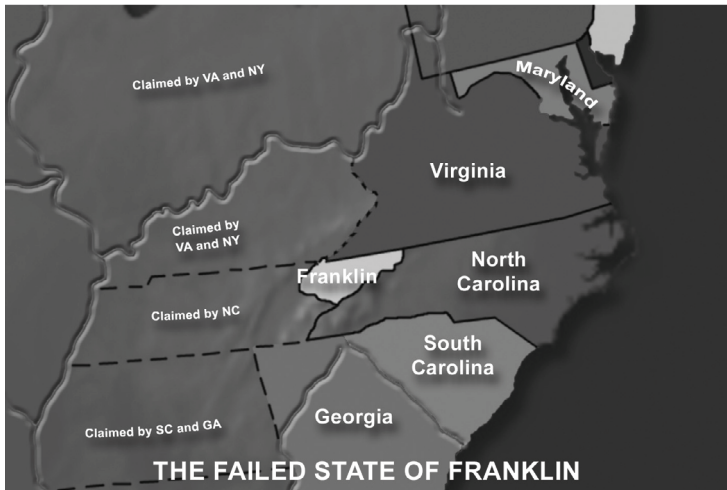 Claimed by VA and NY
Maryland
Virginia
Claimed by
VA and NY
Franklin
North
Carolina
Claimed by NC
South
Carolina
Georgia
Claimed by SC and GA
THE FAILED STATE OF FRANKLIN